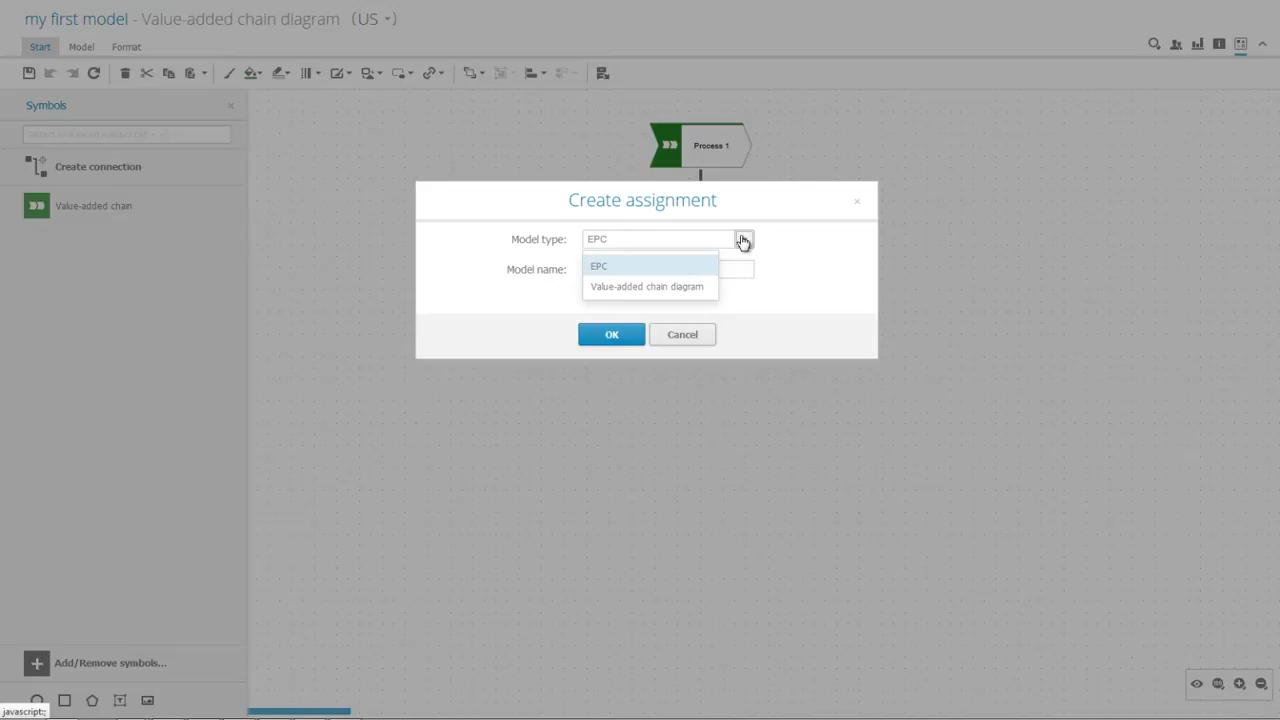 my first model - Value-added chain diagram (US ▾)
Start Model Format
Symbols
Create connection
Value-added chain
Process 1
Create assignment
Model type: EPC
EPC
Model name:
Value-added chain diagram
OK Cancel
Add/Remove symbols...
javascript:;